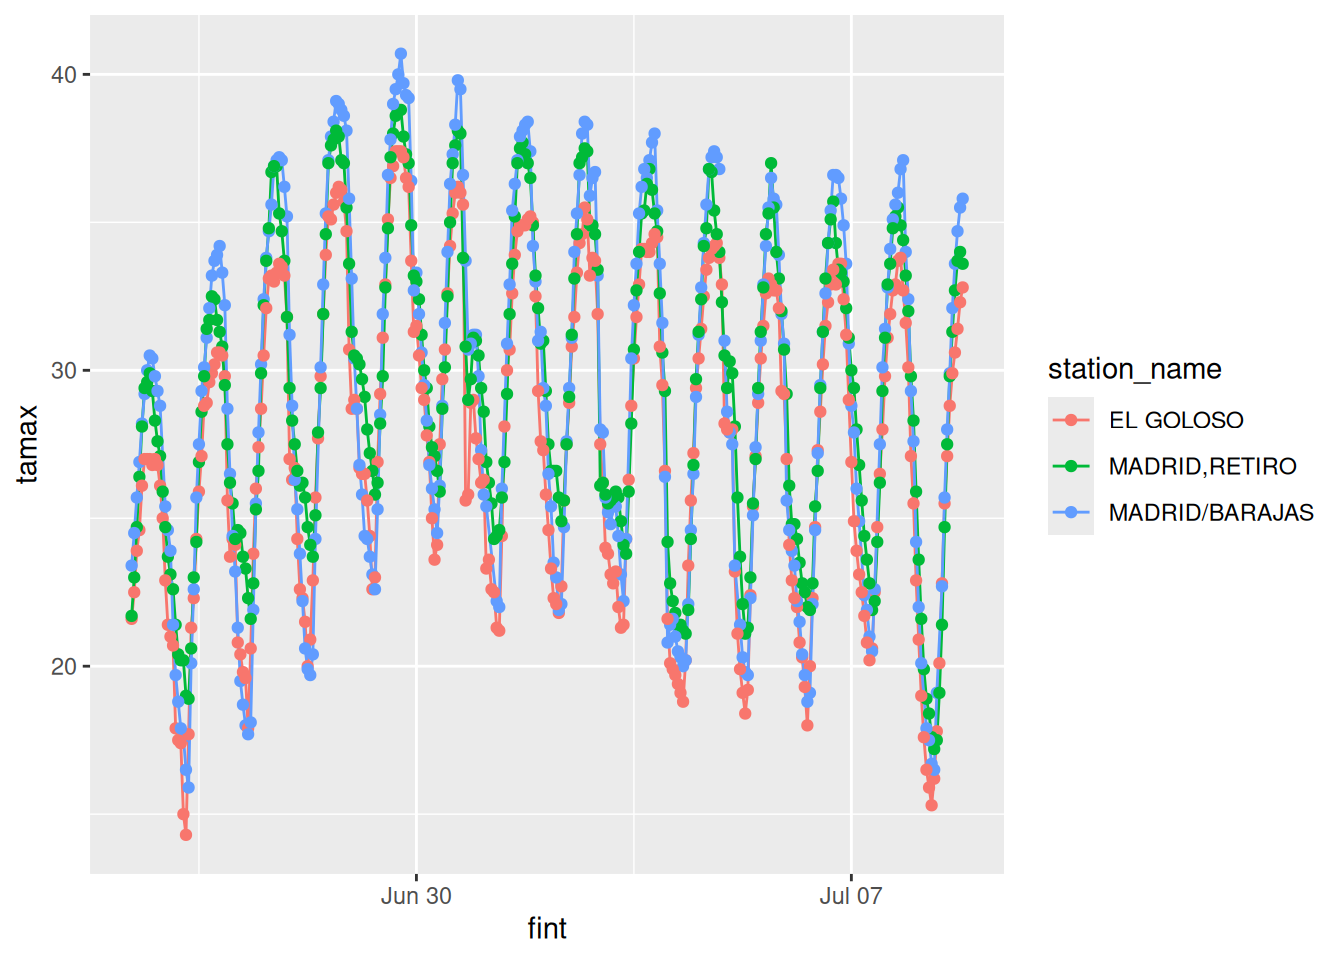 40
30
20
tamax
Jun 30
Jul 07
fint
station_name
EL GOLOSO
MADRID,RETIRO
MADRID/BARAJAS